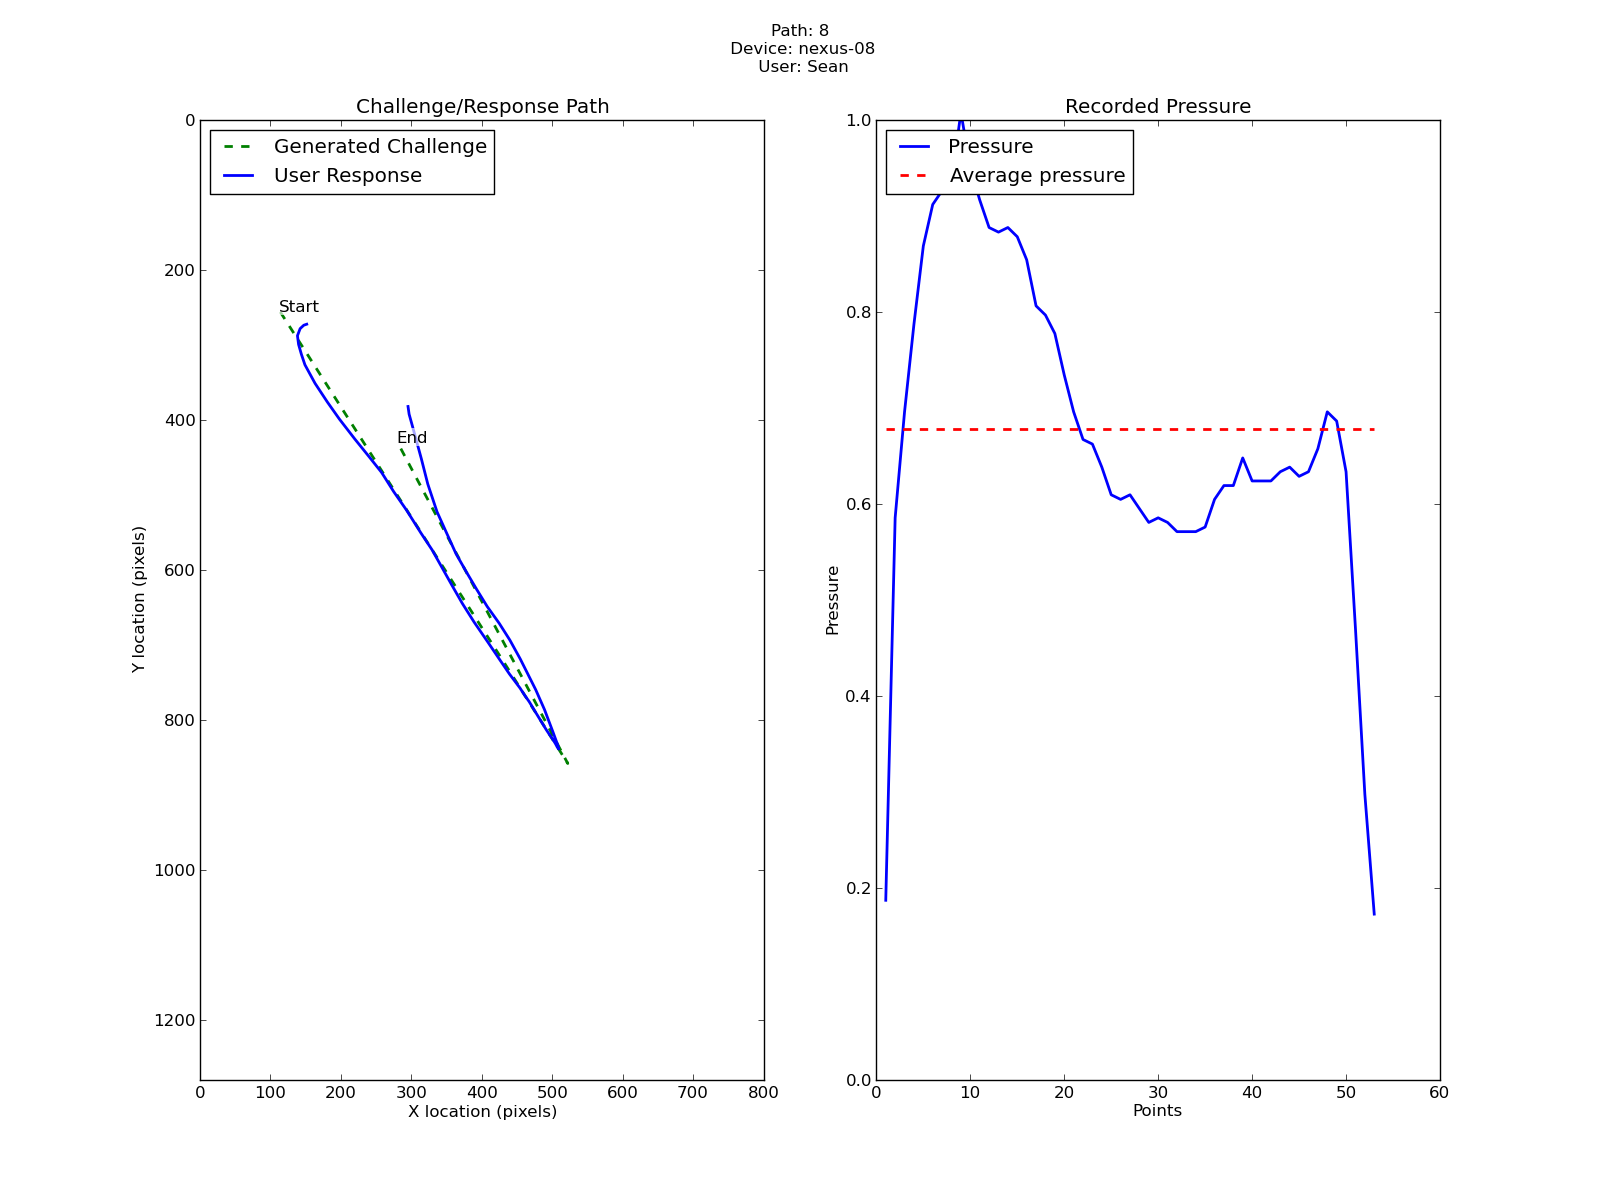 Path: 8
Device: nexus-08
User: Sean
Challenge/Response Path
Generated Challenge
User Response
Start
End
0
200
400
600
800
1000
1200
Y location (pixels)
0 100 200 300 400 500 600 700 800
X location (pixels)
Recorded Pressure
Pressure
Average pressure
1.0
0.8
0.6
0.4
0.2
0.0
Pressure
0 10 20 30 40 50 60
Points